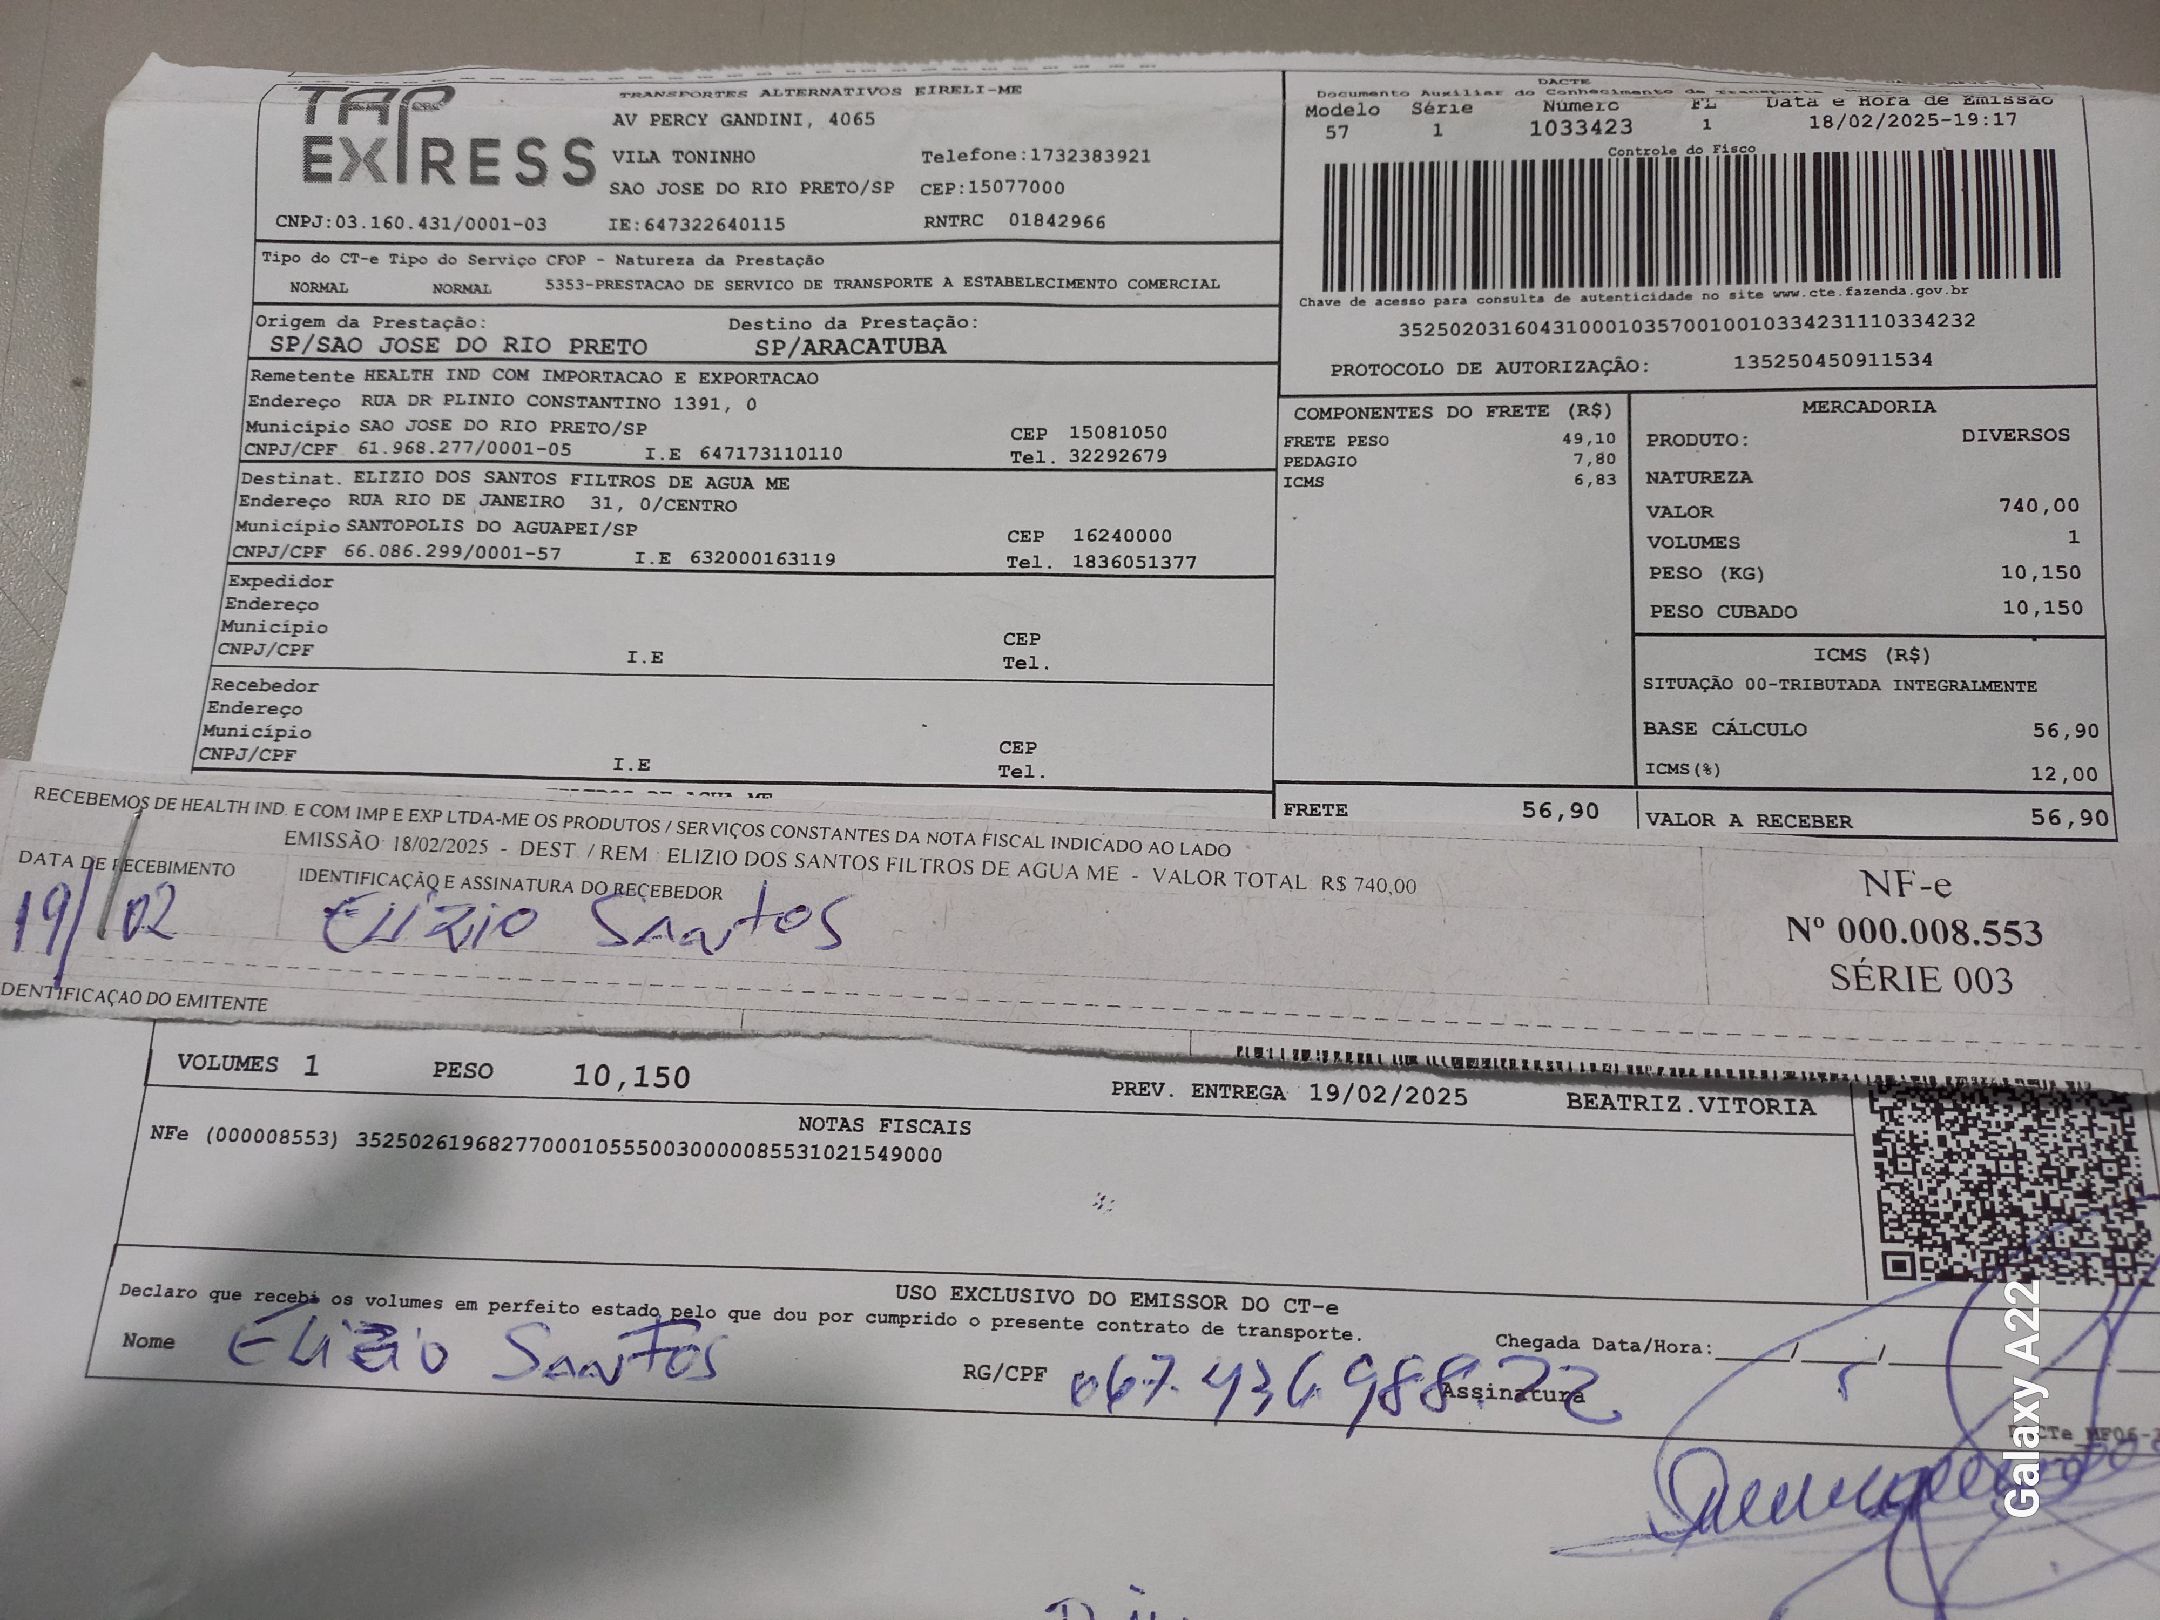 TAP EXPRESS
TRANSPORTES ALTERNATIVOS EIRELI-ME
AV PERCY GANDINI, 4065
VILA TONINHO Telefone:1732383921
SAO JOSE DO RIO PRETO/SP CEP:15077000
CNPJ:03.160.431/0001-03 IE:647322640115 RNTRC 01842966
DACTE
Documento Auxiliar do Conhecimento de
Modelo Série Número FL Data e Hora de Emissão
57 1 1033423 1 18/02/2025-19:17
Controle do Fisco
Chave de acesso para consulta de autenticidade no site www.cte.fazenda.gov.br
35250203160431000103570010010334231110334232
PROTOCOLO DE AUTORIZAÇÃO: 135250450911534
Tipo do CT-e Tipo do Serviço CFOP - Natureza da Prestação
NORMAL NORMAL 5353-PRESTACAO DE SERVICO DE TRANSPORTE A ESTABELECIMENTO COMERCIAL
Origem da Prestação: Destino da Prestação:
SP/SAO JOSE DO RIO PRETO SP/ARACATUBA
Remetente HEALTH IND COM IMPORTACAO E EXPORTACAO
Endereço RUA DR PLINIO CONSTANTINO 1391, 0
Município SAO JOSE DO RIO PRETO/SP CEP 15081050
CNPJ/CPF 61.968.277/0001-05 I.E 647173110110 Tel. 32292679
Destinat. ELIZIO DOS SANTOS FILTROS DE AGUA ME
Endereço RUA RIO DE JANEIRO 31, 0/CENTRO
Município SANTOPOLIS DO AGUAPEI/SP CEP 16240000
CNPJ/CPF 66.086.299/0001-57 I.E 632000163119 Tel. 1836051377
Expedidor
Endereço
Município CEP
CNPJ/CPF I.E Tel.
Recebedor
Endereço
Município CEP
CNPJ/CPF I.E Tel.
COMPONENTES DO FRETE (R$)
FRETE PESO 49,10
PEDAGIO 7,80
ICMS 6,83
FRETE 56,90
MERCADORIA
PRODUTO: DIVERSOS
NATUREZA
VALOR 740,00
VOLUMES 1
PESO (KG) 10,150
PESO CUBADO 10,150
ICMS (R$)
SITUAÇÃO 00-TRIBUTADA INTEGRALMENTE
BASE CÁLCULO 56,90
ICMS(%) 12,00
VALOR A RECEBER 56,90
RECEBEMOS DE HEALTH IND. E COM IMP E EXP LTDA-ME OS PRODUTOS / SERVIÇOS CONSTANTES DA NOTA FISCAL INDICADO AO LADO
EMISSÃO 18/02/2025 - DEST. / REM: ELIZIO DOS SANTOS FILTROS DE AGUA ME - VALOR TOTAL R$ 740,00
DATA DE RECEBIMENTO IDENTIFICAÇÃO E ASSINATURA DO RECEBEDOR
19/02 Elizio Santos
NF-e
Nº 000.008.553
SÉRIE 003
DENTIFICAÇAO DO EMITENTE
VOLUMES 1 PESO 10,150 PREV. ENTREGA 19/02/2025 BEATRIZ.VITORIA
NOTAS FISCAIS
NFe (000008553) 35250261968277000105550030000085531021549000
USO EXCLUSIVO DO EMISSOR DO CT-e
Declaro que recebi os volumes em perfeito estado pelo que dou por cumprido o presente contrato de transporte.
Nome Elizio Santos RG/CPF 067.436988.72 Assinatura
Chegada Data/Hora:____/____/
Galaxy A22